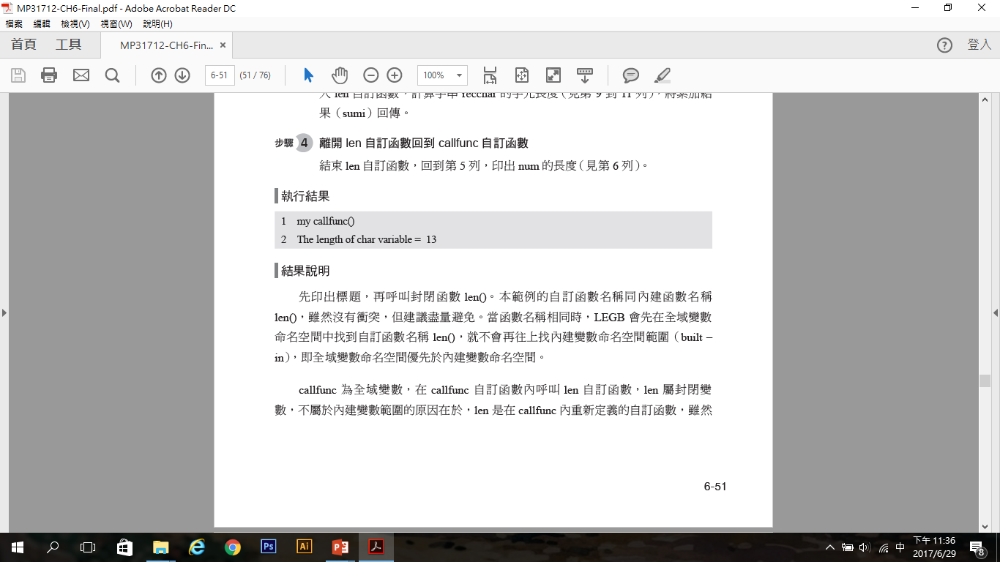 MP31712-CH6-Final.pdf - Adobe Acrobat Reader DC
檔案 編輯 檢視(V) 視窗(W) 說明(H)
首頁 工具 MP31712-CH6-Fin... × 登入
6-51 (51 / 76) 100%
入 len 自訂函數，計算字串 Recchar 的字元長度（見第 9 到 11 列），將累加結
果（sumi）回傳。
步驟 4 離開 len 自訂函數回到 callfunc 自訂函數
結束 len 自訂函數，回到第 5 列，印出 num 的長度（見第 6 列）。
執行結果
1 my callfunc()
2 The length of char variable = 13
結果說明
先印出標題，再呼叫封閉函數 len()。本範例的自訂函數名稱同內建函數名稱
len()，雖然沒有衝突，但建議盡量避免。當函數名稱相同時，LEGB 會先在全域變數
命名空間中找到自訂函數名稱 len()，就不會再往上找內建變數命名空間範圍（built –
in），即全域變數命名空間優先於內建變數命名空間。
callfunc 為全域變數，在 callfunc 自訂函數內呼叫 len 自訂函數，len 屬封閉變
數，不屬於內建變數範圍的原因在於，len 是在 callfunc 內重新定義的自訂函數，雖然
6-51
Ps Ai 中 下午 11:36
2017/6/29 8